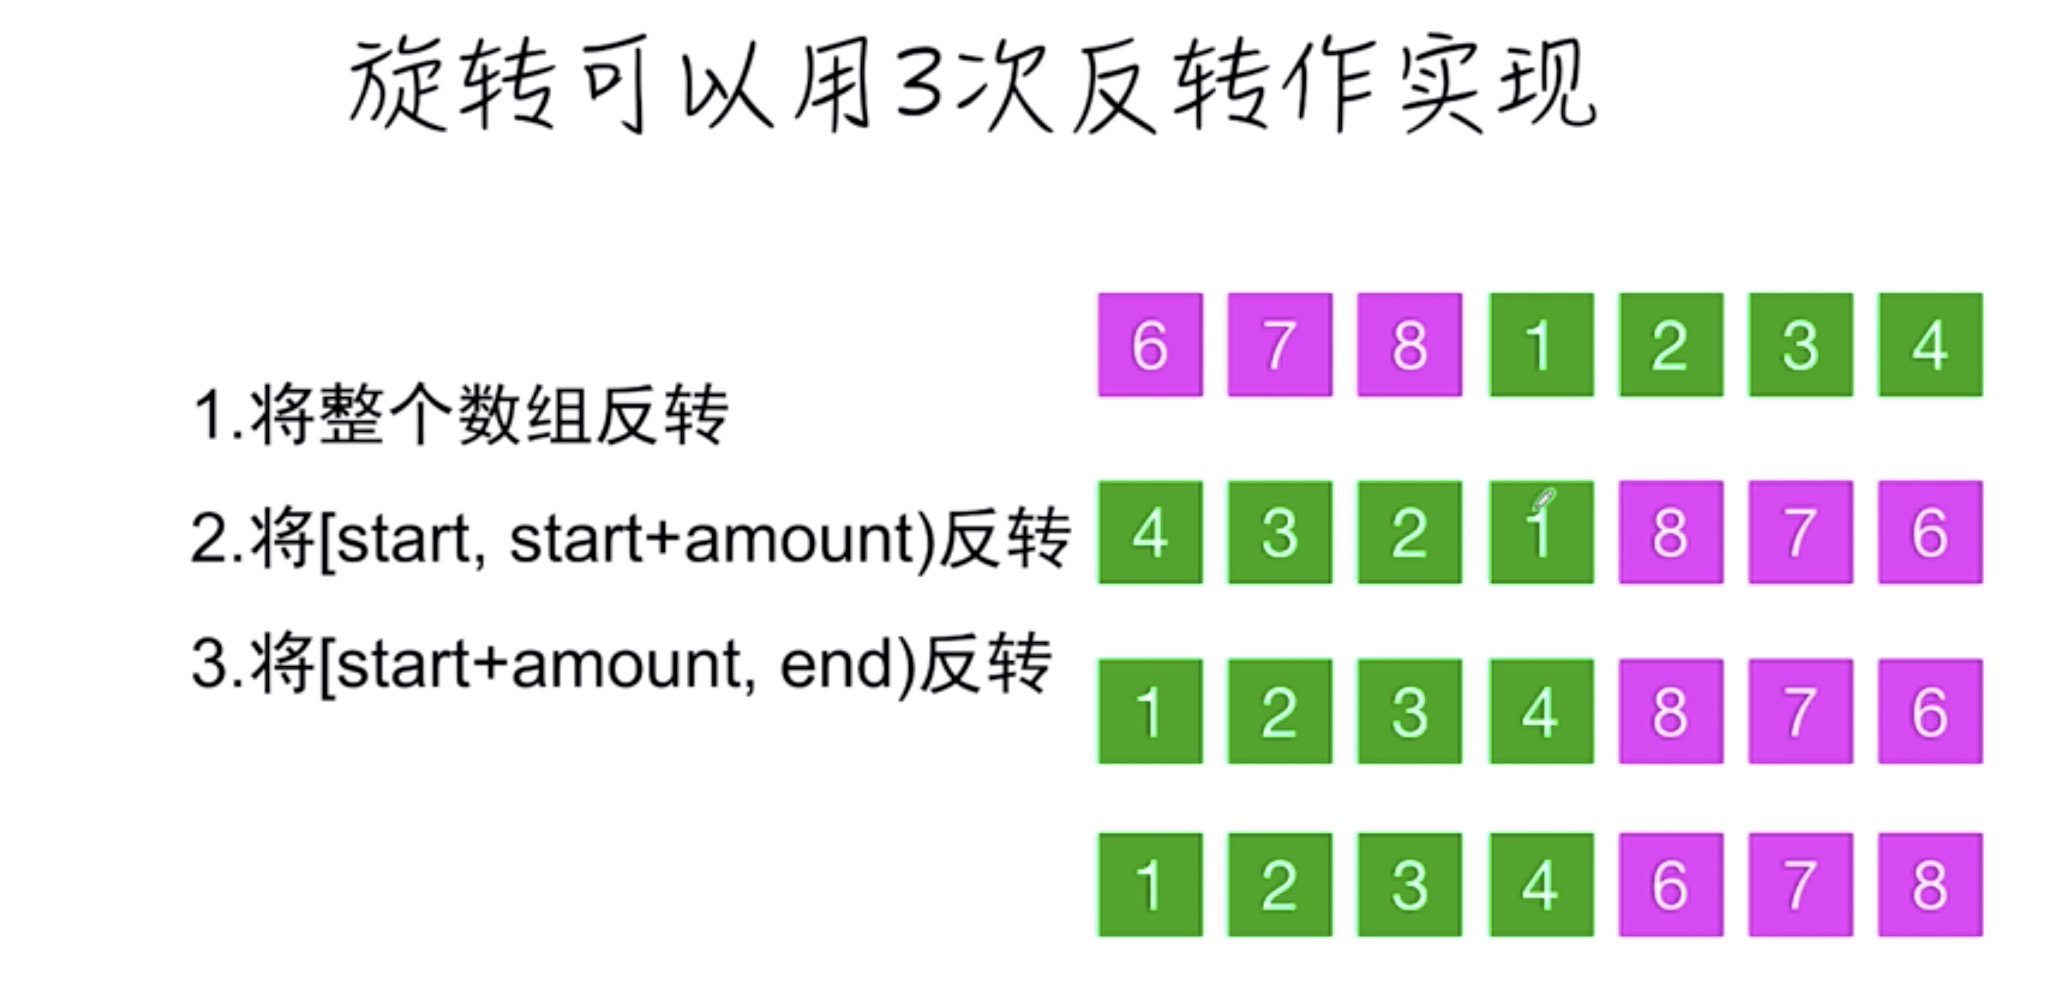 旋转可以用3次反转作实现
6 7 8 1 2 3 4
1.将整个数组反转
2.将[start, start+amount)反转 4 3 2 1 8 7 6
3.将[start+amount, end)反转
1 2 3 4 8 7 6
1 2 3 4 6 7 8